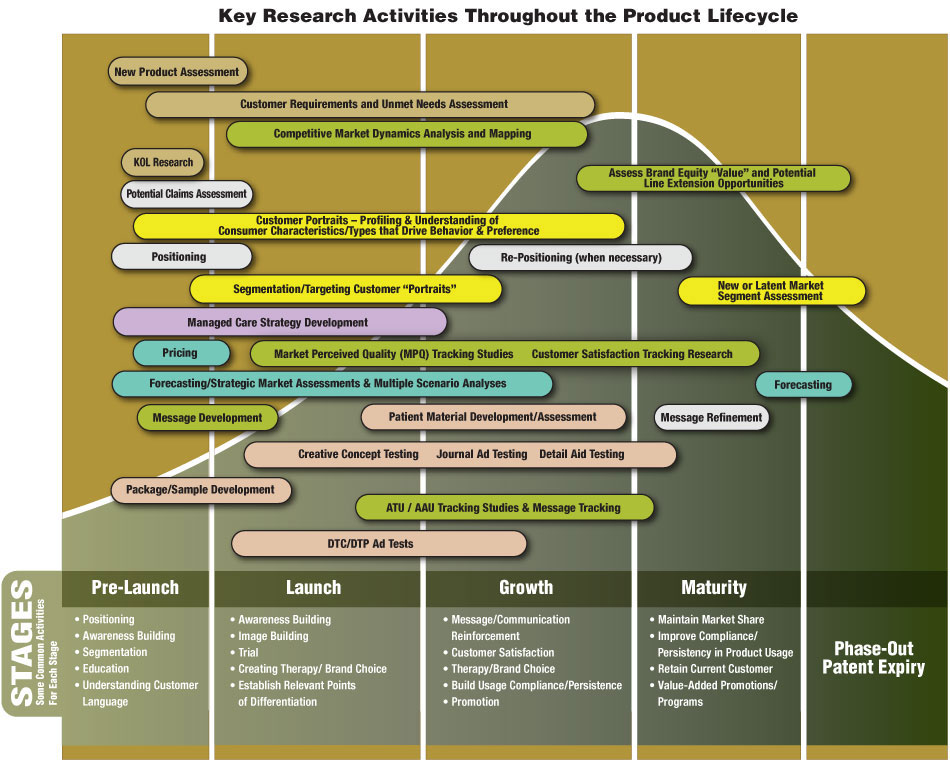 Key Research Activities Throughout the Product Lifecycle
New Product Assessment
Customer Requirements and Unmet Needs Assessment
Competitive Market Dynamics Analysis and Mapping
KOL Research
Assess Brand Equity “Value” and Potential
Line Extension Opportunities
Potential Claims Assessment
Customer Portraits – Profiling & Understanding of
Consumer Characteristics/Types that Drive Behavior & Preference
Positioning
Re-Positioning (when necessary)
Segmentation/Targeting Customer “Portraits”
New or Latent Market
Segment Assessment
Managed Care Strategy Development
Pricing
Market Perceived Quality (MPQ) Tracking Studies Customer Satisfaction Tracking Research
Forecasting/Strategic Market Assessments & Multiple Scenario Analyses
Forecasting
Message Development
Patient Material Development/Assessment
Message Refinement
Creative Concept Testing Journal Ad Testing Detail Aid Testing
Package/Sample Development
ATU / AAU Tracking Studies & Message Tracking
DTC/DTP Ad Tests
STAGES
Some Common Activities
For Each Stage
Pre-Launch
• Positioning
• Awareness Building
• Segmentation
• Education
• Understanding Customer
Language
Launch
• Awareness Building
• Image Building
• Trial
• Creating Therapy/ Brand Choice
• Establish Relevant Points
of Differentiation
Growth
• Message/Communication
Reinforcement
• Customer Satisfaction
• Therapy/Brand Choice
• Build Usage Compliance/Persistence
• Promotion
Maturity
• Maintain Market Share
• Improve Compliance/
Persistency in Product Usage
• Retain Current Customer
• Value-Added Promotions/
Programs
Phase-Out
Patent Expiry